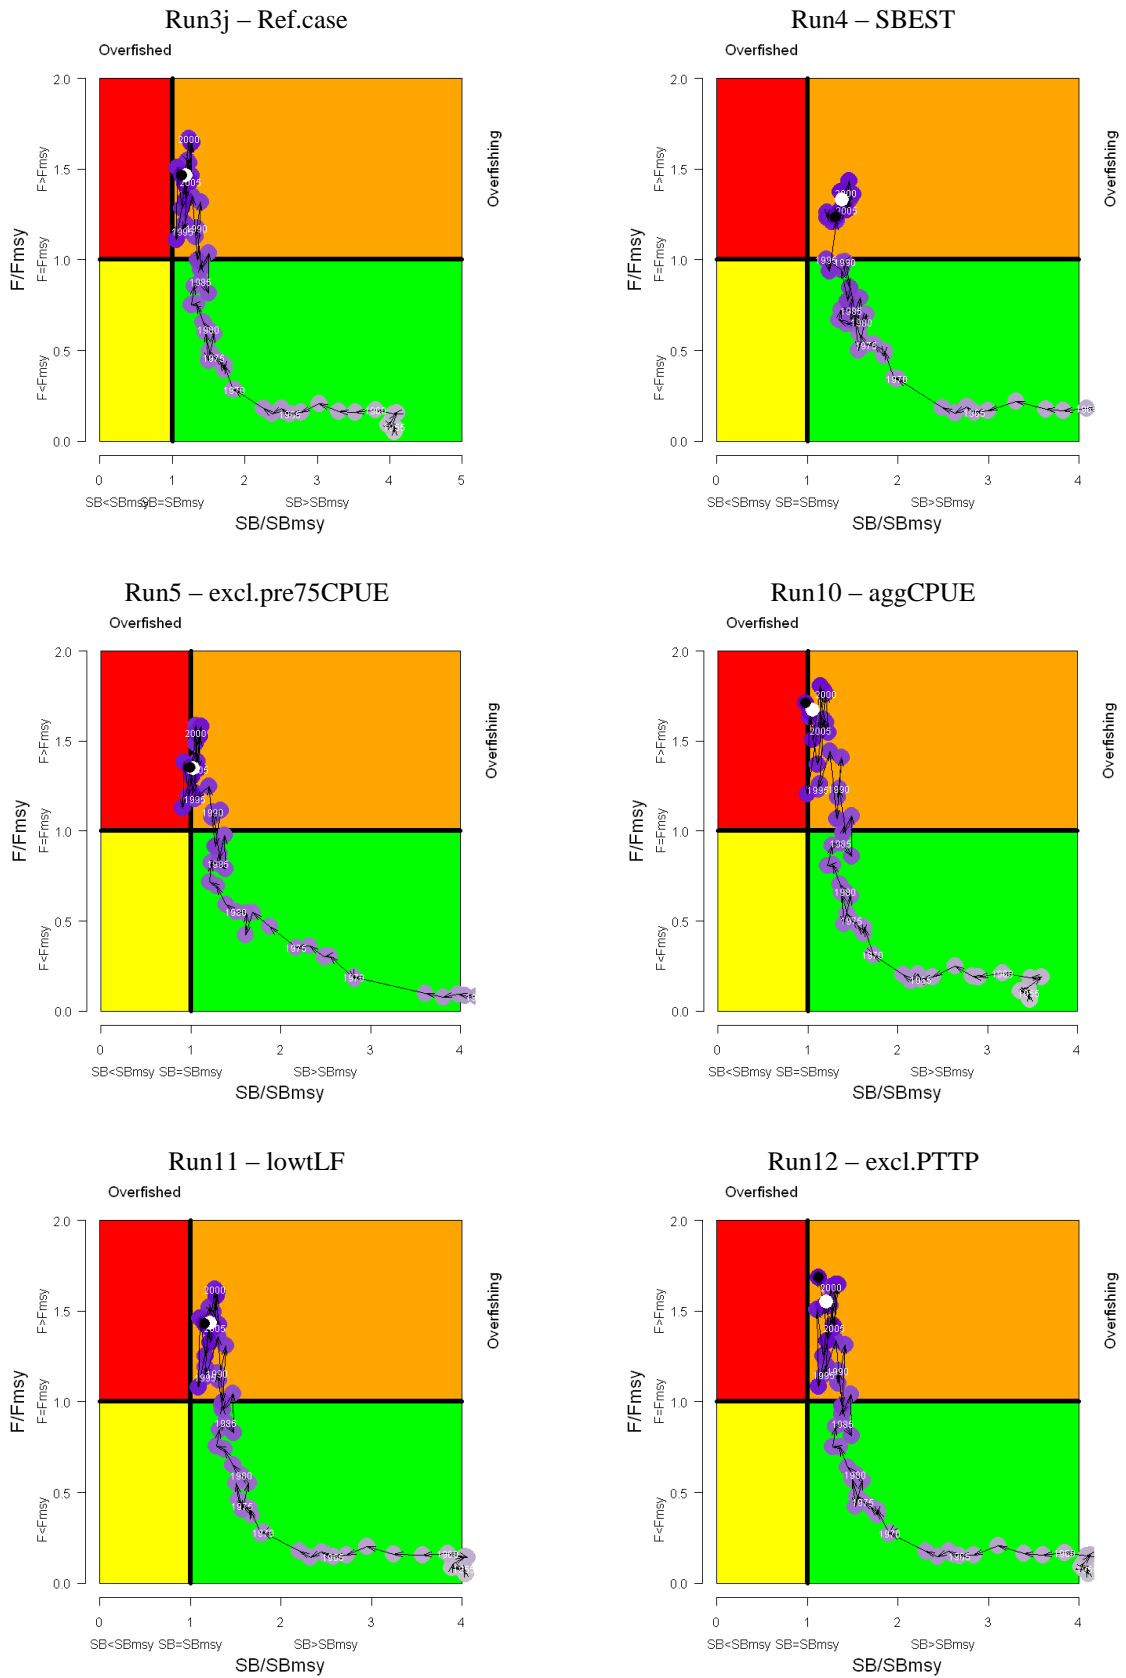 Run3j – Ref.case
Overfished
2.0
1.5
1.0
0.5
0.0
F/Fmsy
F<Fmsy
F=Fmsy
F>Fmsy
Overfishing
2000
2005
1995
1990
1985
1980
1975
1970
1965
1960
0
1
2
3
4
5
SB<SBmsy
SB=SBmsy
SB>SBmsy
SB/SBmsy
Run4 – SBEST
Overfished
2.0
1.5
1.0
0.5
0.0
F/Fmsy
F<Fmsy
F=Fmsy
F>Fmsy
Overfishing
2000
2005
1995
1990
1985
1980
1975
1970
1965
0
1
2
3
4
SB<SBmsy SB=SBmsy
SB>SBmsy
SB/SBmsy
Run5 – excl.pre75CPUE
Overfished
2.0
1.5
1.0
0.5
0.0
F/Fmsy
F<Fmsy
F=Fmsy
F>Fmsy
Overfishing
2000
1995
1990
1985
1980
1975
1970
0
1
2
3
4
SB<SBmsy SB=SBmsy
SB>SBmsy
SB/SBmsy
Run10 – aggCPUE
Overfished
2.0
1.5
1.0
0.5
0.0
F/Fmsy
F<Fmsy
F=Fmsy
F>Fmsy
Overfishing
2000
2005
1995
1990
1985
1980
1975
1970
1965
1960
1955
0
1
2
3
4
SB<SBmsy SB=SBmsy
SB>SBmsy
SB/SBmsy
Run11 – lowtLF
Overfished
2.0
1.5
1.0
0.5
0.0
F/Fmsy
F<Fmsy
F=Fmsy
F>Fmsy
Overfishing
2000
2005
1995
1990
1985
1980
1975
1970
1965
1960
0
1
2
3
4
SB<SBmsy SB=SBmsy
SB>SBmsy
SB/SBmsy
Run12 – excl.PTTP
Overfished
2.0
1.5
1.0
0.5
0.0
F/Fmsy
F<Fmsy
F=Fmsy
F>Fmsy
Overfishing
2000
2005
1995
1990
1985
1980
1975
1970
1965
1960
0
1
2
3
4
SB<SBmsy SB=SBmsy
SB>SBmsy
SB/SBmsy